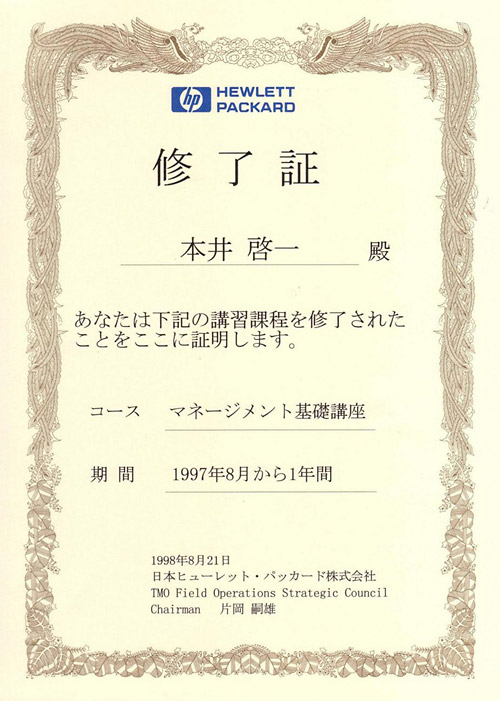 hp HEWLETT
PACKARD
修了証
本井 啓一 殿
あなたは下記の講習課程を修了された
ことをここに証明します。
コース マネージメント基礎講座
期 間 1997年8月から1年間
1998年8月21日
日本ヒューレット・パッカード株式会社
TMO Field Operations Strategic Council
Chairman 片岡 嗣雄